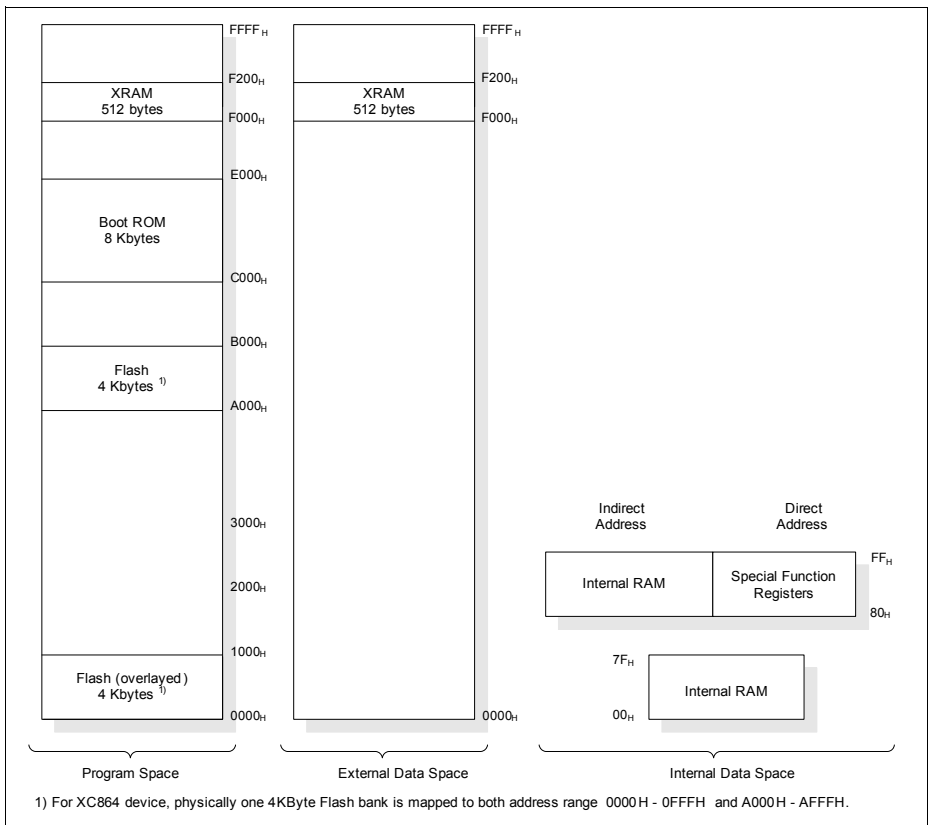 FFFFH
F200H
XRAM
512 bytes
F000H
E000H
Boot ROM
8 Kbytes
C000H
B000H
Flash
4 Kbytes 1)
A000H
3000H
2000H
1000H
Flash (overlayed)
4 Kbytes 1)
0000H
Program Space
FFFFH
F200H
XRAM
512 bytes
F000H
0000H
External Data Space
Indirect
Address
Direct
Address
Internal RAM
Special Function
Registers
FFH
80H
7FH
Internal RAM
00H
Internal Data Space
1) For XC864 device, physically one 4KByte Flash bank is mapped to both address range 0000H - 0FFFH and A000H - AFFFH.